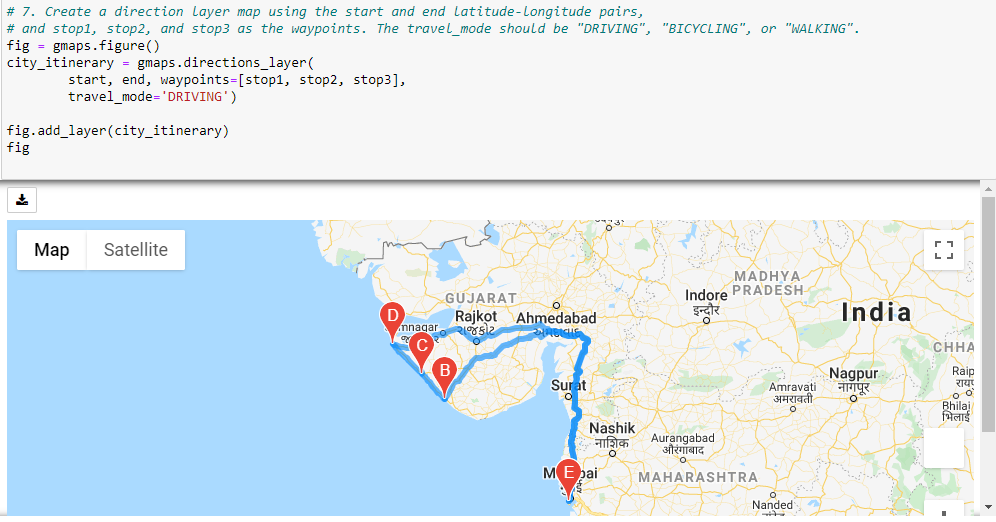 # 7. Create a direction layer map using the start and end latitude-longitude pairs,
# and stop1, stop2, and stop3 as the waypoints. The travel_mode should be "DRIVING", "BICYCLING", or "WALKING".
fig = gmaps.figure()
city_itinerary = gmaps.directions_layer(
        start, end, waypoints=[stop1, stop2, stop3],
        travel_mode='DRIVING')
fig.add_layer(city_itinerary)
fig
Map Satellite
MADHYA
PRADESH
GUJARAT
Indore
इन्दौर
India
D
Rajkot
રાજકોટ
Ahmedabad
C
CHHA
B
Nagpur
नागपूर
Surat
Amravati
अमरावती
Raip
Bhilai
भिलाई
Nashik
नाशिक
Aurangabad
औरंगाबाद
E
MAHARASHTRA
Nanded